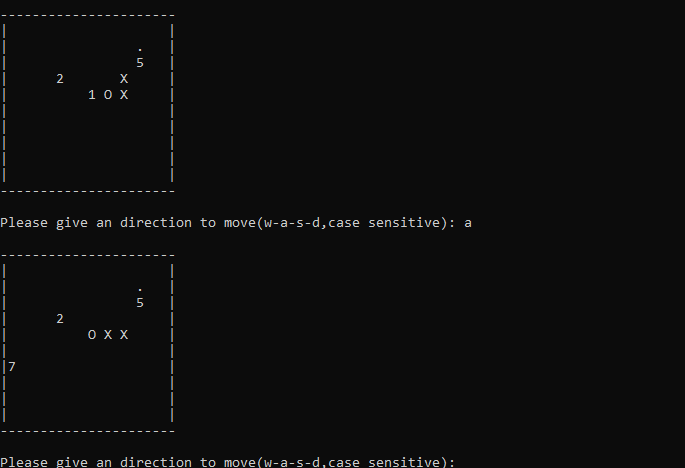 ----------------------
|                    |
|                .   |
|                5   |
|      2       X     |
|          1 O X     |
|                    |
|                    |
|                    |
|                    |
|                    |
----------------------
Please give an direction to move(w-a-s-d,case sensitive): a
----------------------
|                    |
|                .   |
|                5   |
|      2             |
|          O X X     |
|                    |
|7                   |
|                    |
|                    |
|                    |
----------------------
Please give an direction to move(w-a-s-d,case sensitive):